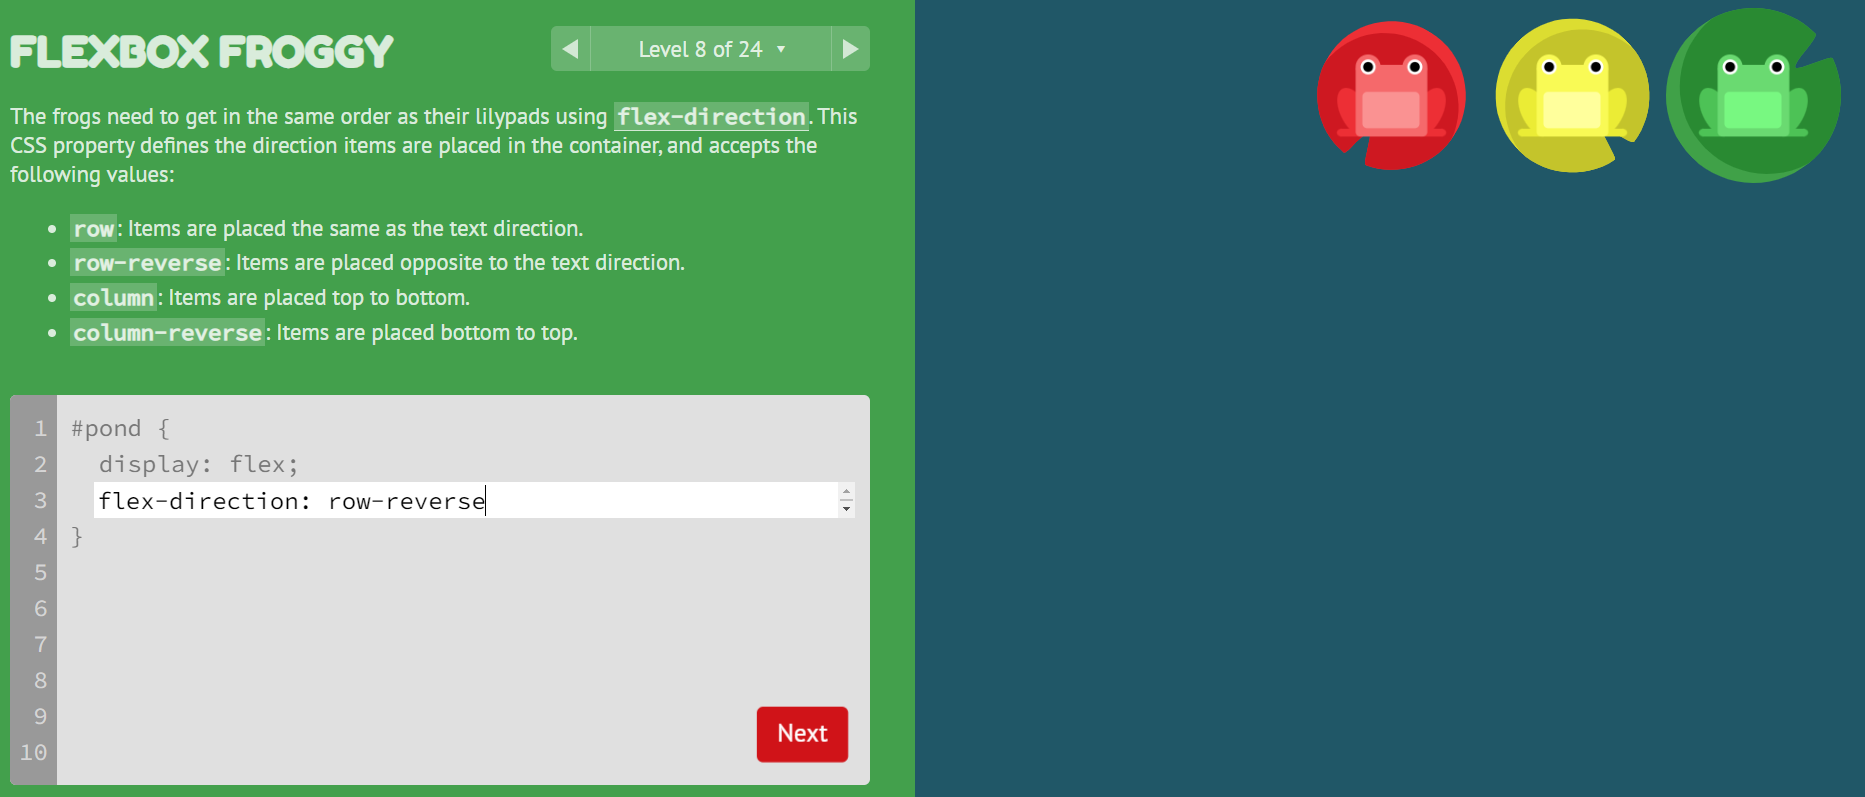 FLEXBOX FROGGY
Level 8 of 24
The frogs need to get in the same order as their lilypads using flex-direction. This
CSS property defines the direction items are placed in the container, and accepts the
following values:
row: Items are placed the same as the text direction.
row-reverse: Items are placed opposite to the text direction.
column: Items are placed top to bottom.
column-reverse: Items are placed bottom to top.
1 #pond {
2 display: flex;
3 flex-direction: row-reverse
4 }
5
6
7
8
9
10
Next